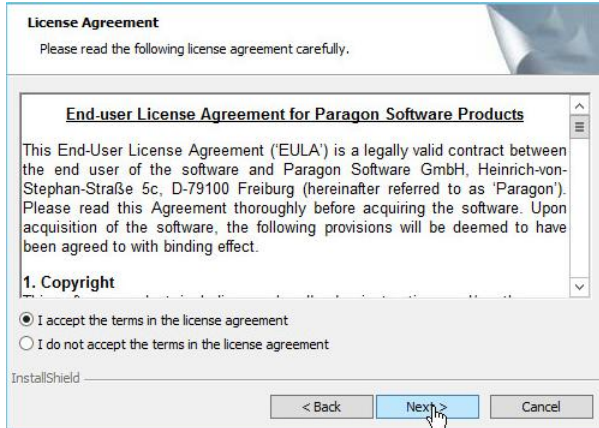 License Agreement
Please read the following license agreement carefully.
End-user License Agreement for Paragon Software Products
This End-User License Agreement (‘EULA’) is a legally valid contract between
the end user of the software and Paragon Software GmbH, Heinrich-von-
Stephan-Straße 5c, D-79100 Freiburg (hereinafter referred to as ‘Paragon’).
Please read this Agreement thoroughly before acquiring the software. Upon
acquisition of the software, the following provisions will be deemed to have
been agreed to with binding effect.
1. Copyright
I accept the terms in the license agreement
I do not accept the terms in the license agreement
InstallShield
< Back Next > Cancel